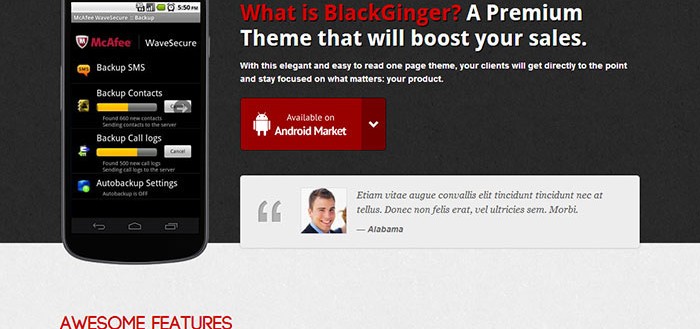 5:50 PM
McAfee WaveSecure :: Backup
McAfee | WaveSecure
SMS
Backup SMS
Backup Contacts
Found 660 new contacts
Sending contacts to the server
Backup Call logs
Cancel
Found 500 new call logs
Sending call logs to the server
Autobackup Settings
Autobackup is OFF
What is BlackGinger? A Premium
Theme that will boost your sales.
With this elegant and easy to read one page theme, your clients will get directly to the point
and stay focused on what matters: your product.
Available on
Android Market
Etiam vitae augue convallis elit tincidunt tincidunt nec at
tellus. Donec non felis erat, vel ultricies sem. Morbi.
— Alabama
AWESOME FEATURES